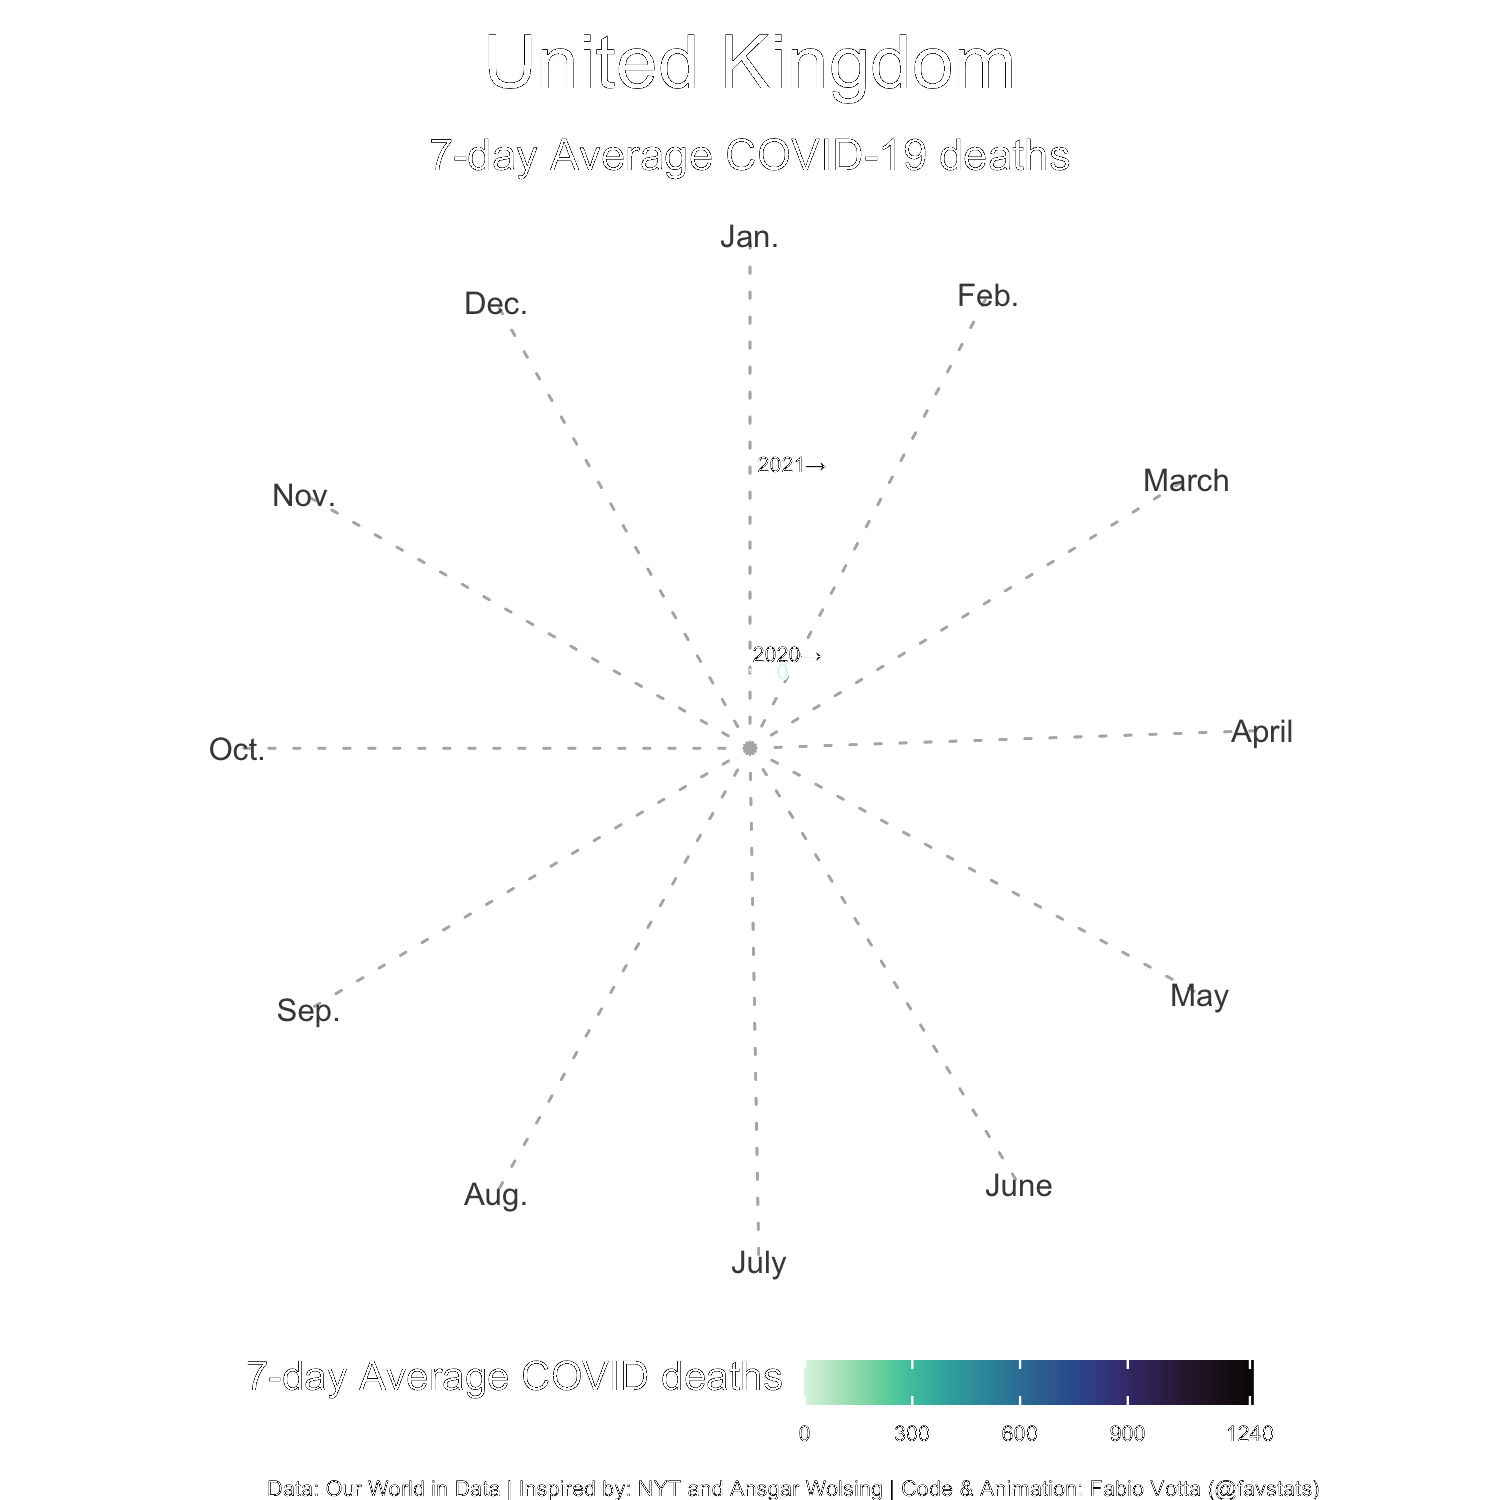 United Kingdom
7-day Average COVID-19 deaths
Jan.
Feb.
Dec.
2021→
March
Nov.
2020→
0
April
Oct.
May
Sep.
June
Aug.
July
7-day Average COVID deaths
0 300 600 900 1240
Data: Our World in Data | Inspired by: NYT and Ansgar Wolsing | Code & Animation: Fabio Votta (@favstats)